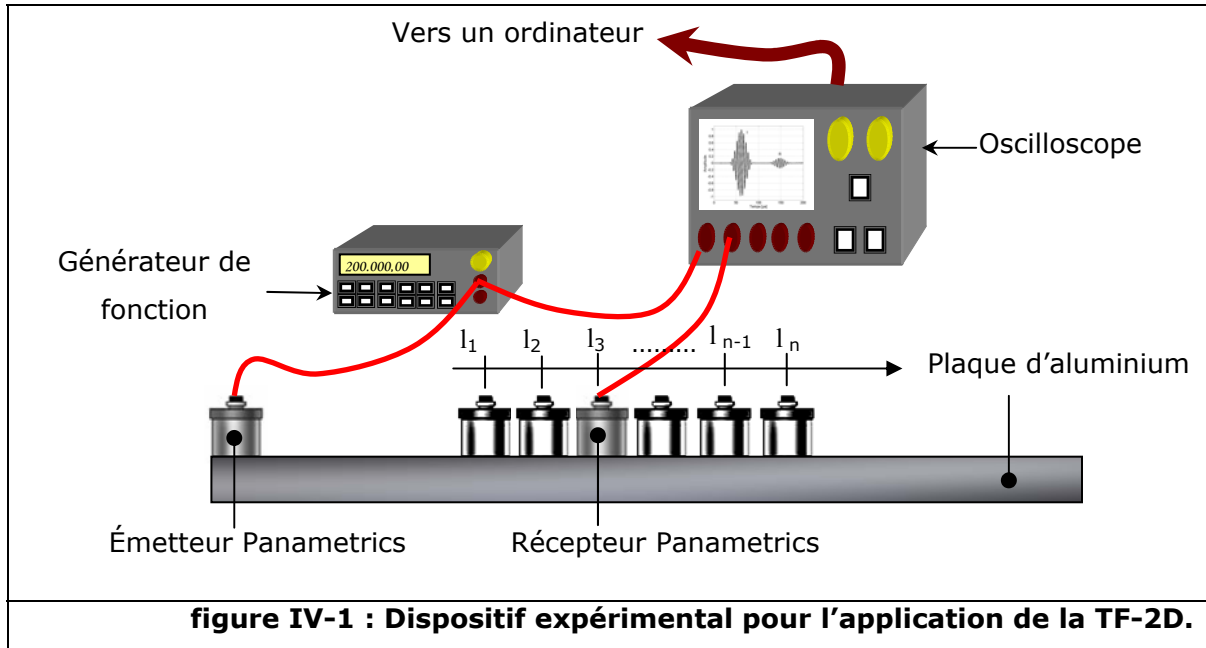 Vers un ordinateur
Oscilloscope
Générateur de
fonction
200.000,00
l1 l2 l3 ......... l n-1 l n
Plaque d’aluminium
Émetteur Panametrics
Récepteur Panametrics
figure IV-1 : Dispositif expérimental pour l’application de la TF-2D.